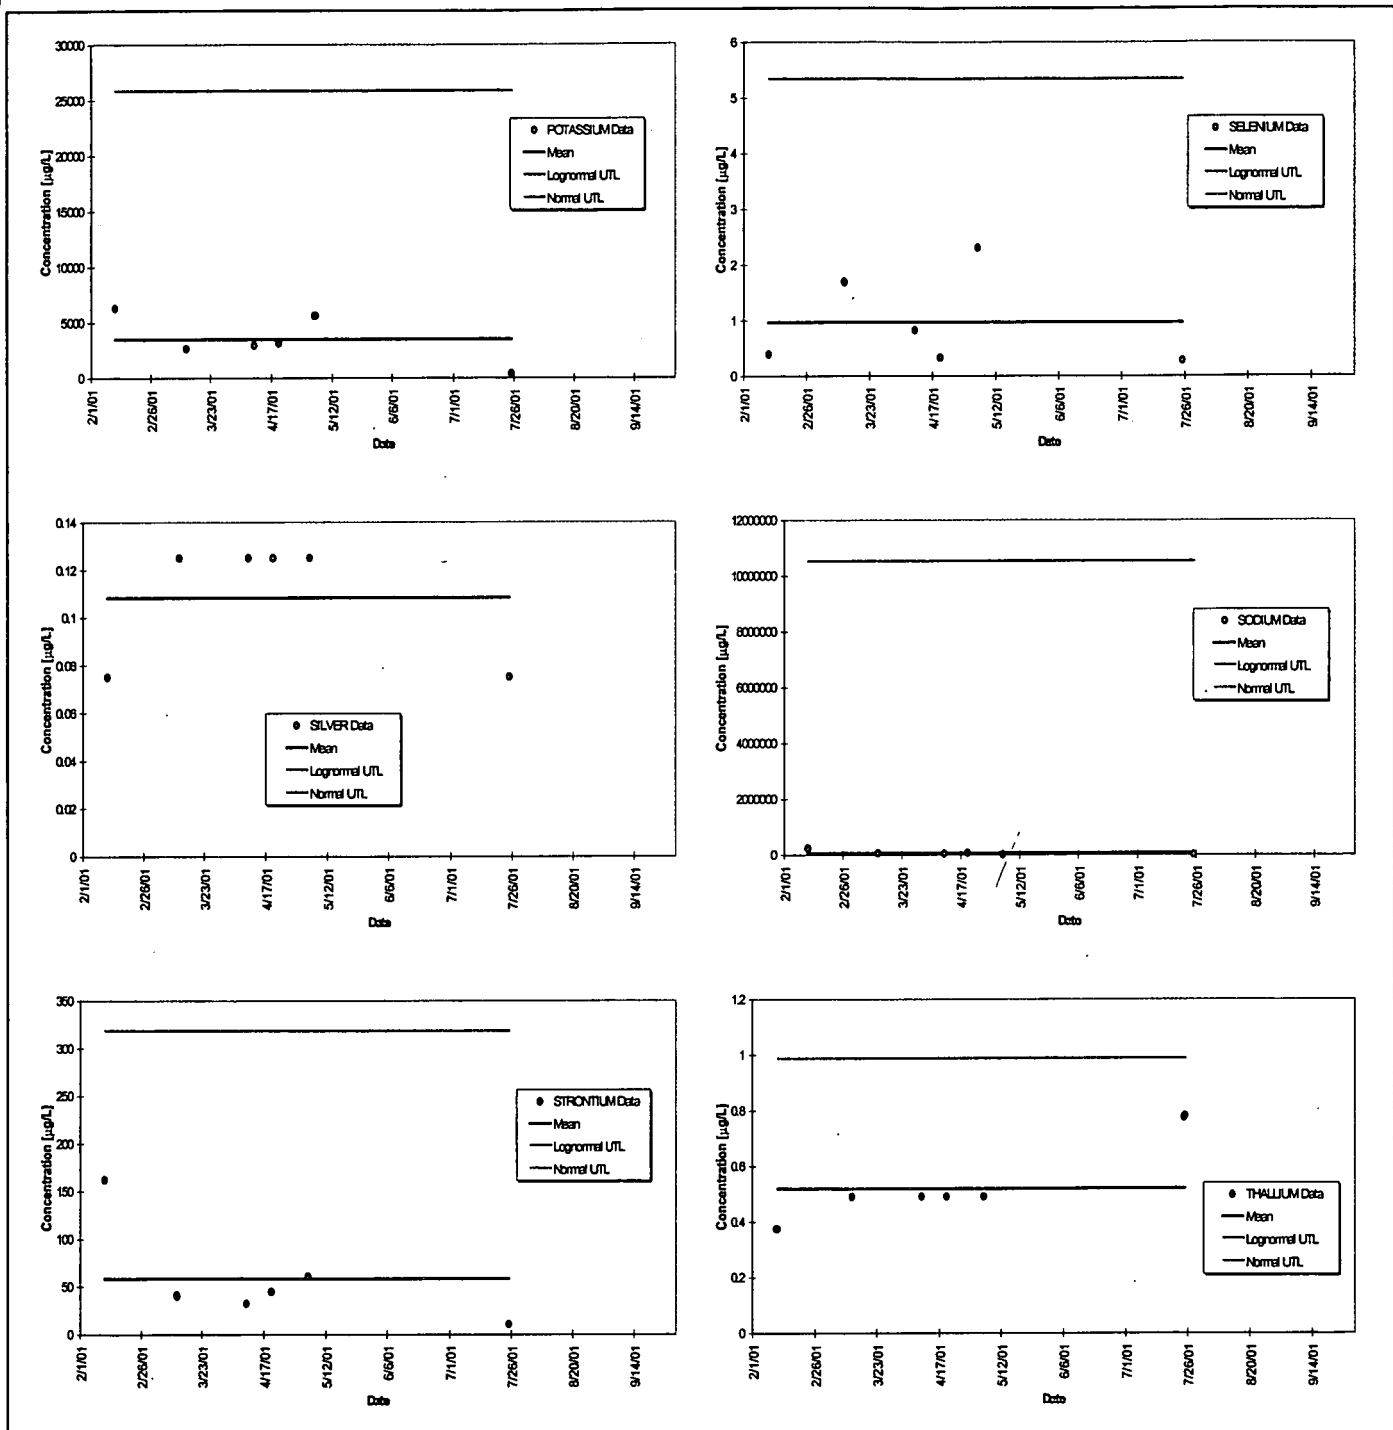 30000
25000
20000
15000
10000
5000
0
Concentration [µg/L]
2/1/01
2/26/01
3/23/01
4/17/01
5/12/01
6/6/01
7/1/01
7/26/01
8/20/01
9/14/01
Date
POTASSIUM Data
Mean
Lognormal UTL
Normal UTL
6
5
4
3
2
1
0
Concentration [µg/L]
2/1/01
2/26/01
3/23/01
4/17/01
5/12/01
6/6/01
7/1/01
7/26/01
8/20/01
9/14/01
Date
SELENIUM Data
Mean
Lognormal UTL
Normal UTL
0.14
0.12
0.1
0.08
0.06
0.04
0.02
0
Concentration [µg/L]
2/1/01
2/26/01
3/23/01
4/17/01
5/12/01
6/6/01
7/1/01
7/26/01
8/20/01
9/14/01
Date
SILVER Data
Mean
Lognormal UTL
Normal UTL
12000000
10000000
8000000
6000000
4000000
2000000
0
Concentration [µg/L]
2/1/01
2/26/01
3/23/01
4/17/01
5/12/01
6/6/01
7/1/01
7/26/01
8/20/01
9/14/01
Date
SODIUM Data
Mean
Lognormal UTL
Normal UTL
350
300
250
200
150
100
50
0
Concentration [µg/L]
2/1/01
2/26/01
3/23/01
4/17/01
5/12/01
6/6/01
7/1/01
7/26/01
8/20/01
9/14/01
Date
STRONTIUM Data
Mean
Lognormal UTL
Normal UTL
1.2
1
0.8
0.6
0.4
0.2
0
Concentration [µg/L]
2/1/01
2/26/01
3/23/01
4/17/01
5/12/01
6/6/01
7/1/01
7/26/01
8/20/01
9/14/01
Date
THALLIUM Data
Mean
Lognormal UTL
Normal UTL